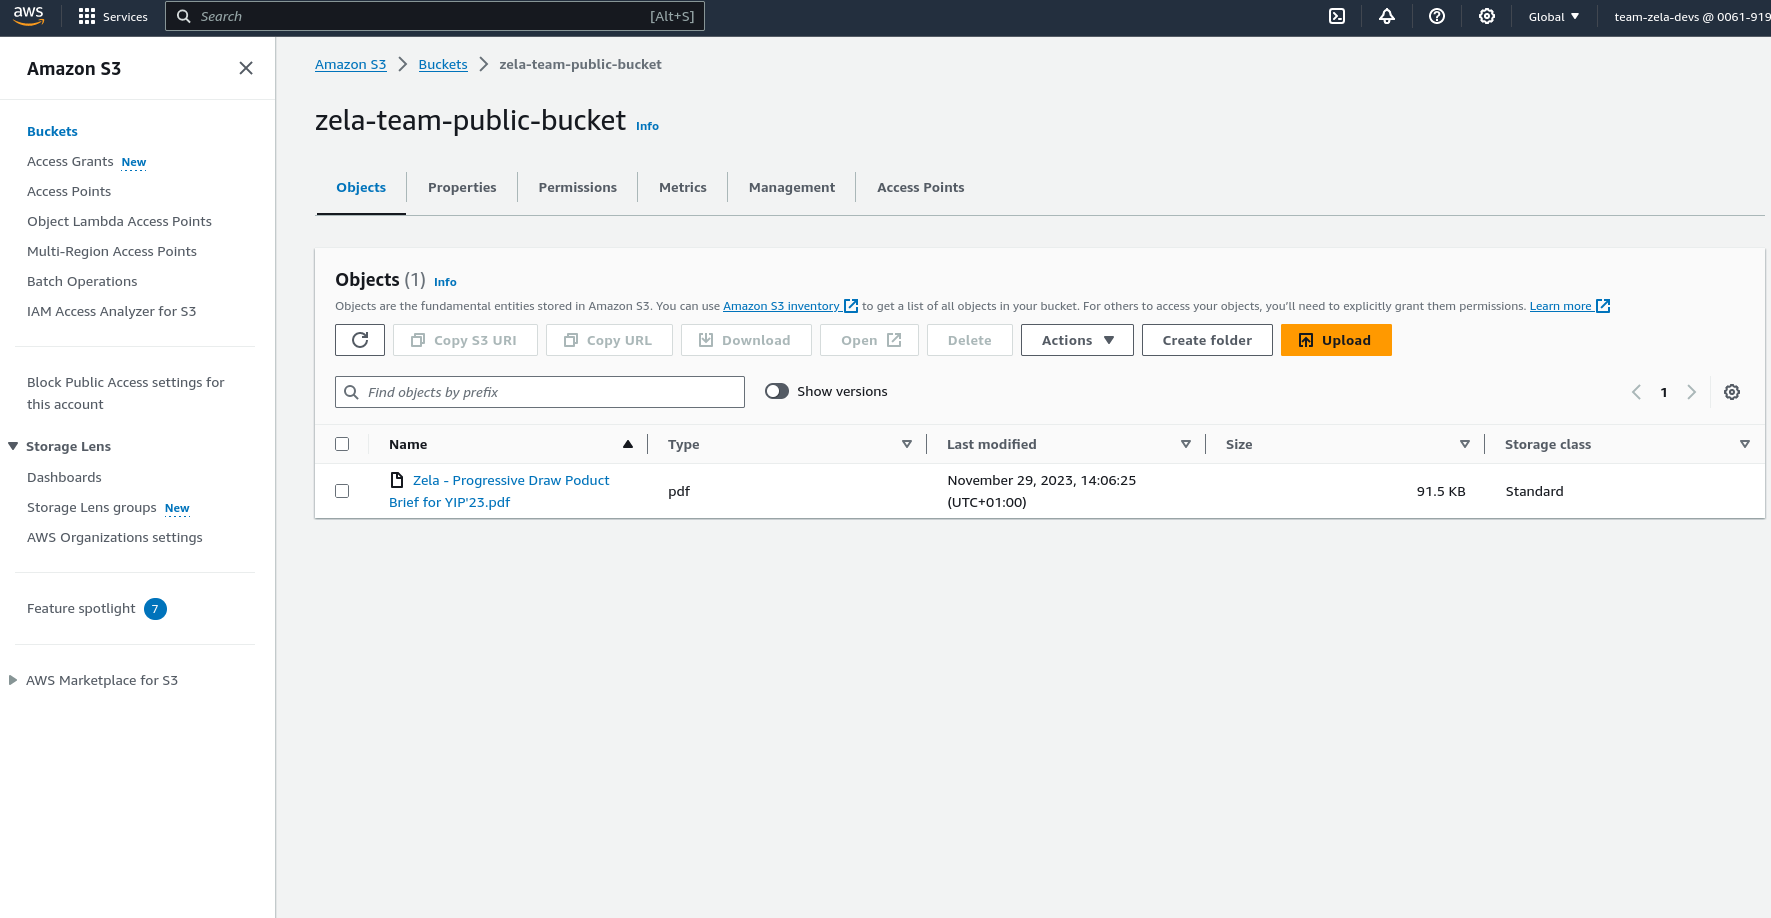 aws Services Search [Alt+S] Global team-zela-devs @ 0061-919
Amazon S3
Buckets
Access Grants New
Access Points
Object Lambda Access Points
Multi-Region Access Points
Batch Operations
IAM Access Analyzer for S3
Block Public Access settings for
this account
Storage Lens
Dashboards
Storage Lens groups New
AWS Organizations settings
Feature spotlight 7
AWS Marketplace for S3
Amazon S3 Buckets zela-team-public-bucket
zela-team-public-bucket Info
Objects Properties Permissions Metrics Management Access Points
Objects (1) Info
Objects are the fundamental entities stored in Amazon S3. You can use Amazon S3 inventory to get a list of all objects in your bucket. For others to access your objects, you’ll need to explicitly grant them permissions. Learn more
Copy S3 URI Copy URL Download Open Delete Actions Create folder Upload
Find objects by prefix Show versions 1
Name Type Last modified Size Storage class
Zela - Progressive Draw Poduct
Brief for YIP'23.pdf
pdf
November 29, 2023, 14:06:25
(UTC+01:00)
91.5 KB
Standard